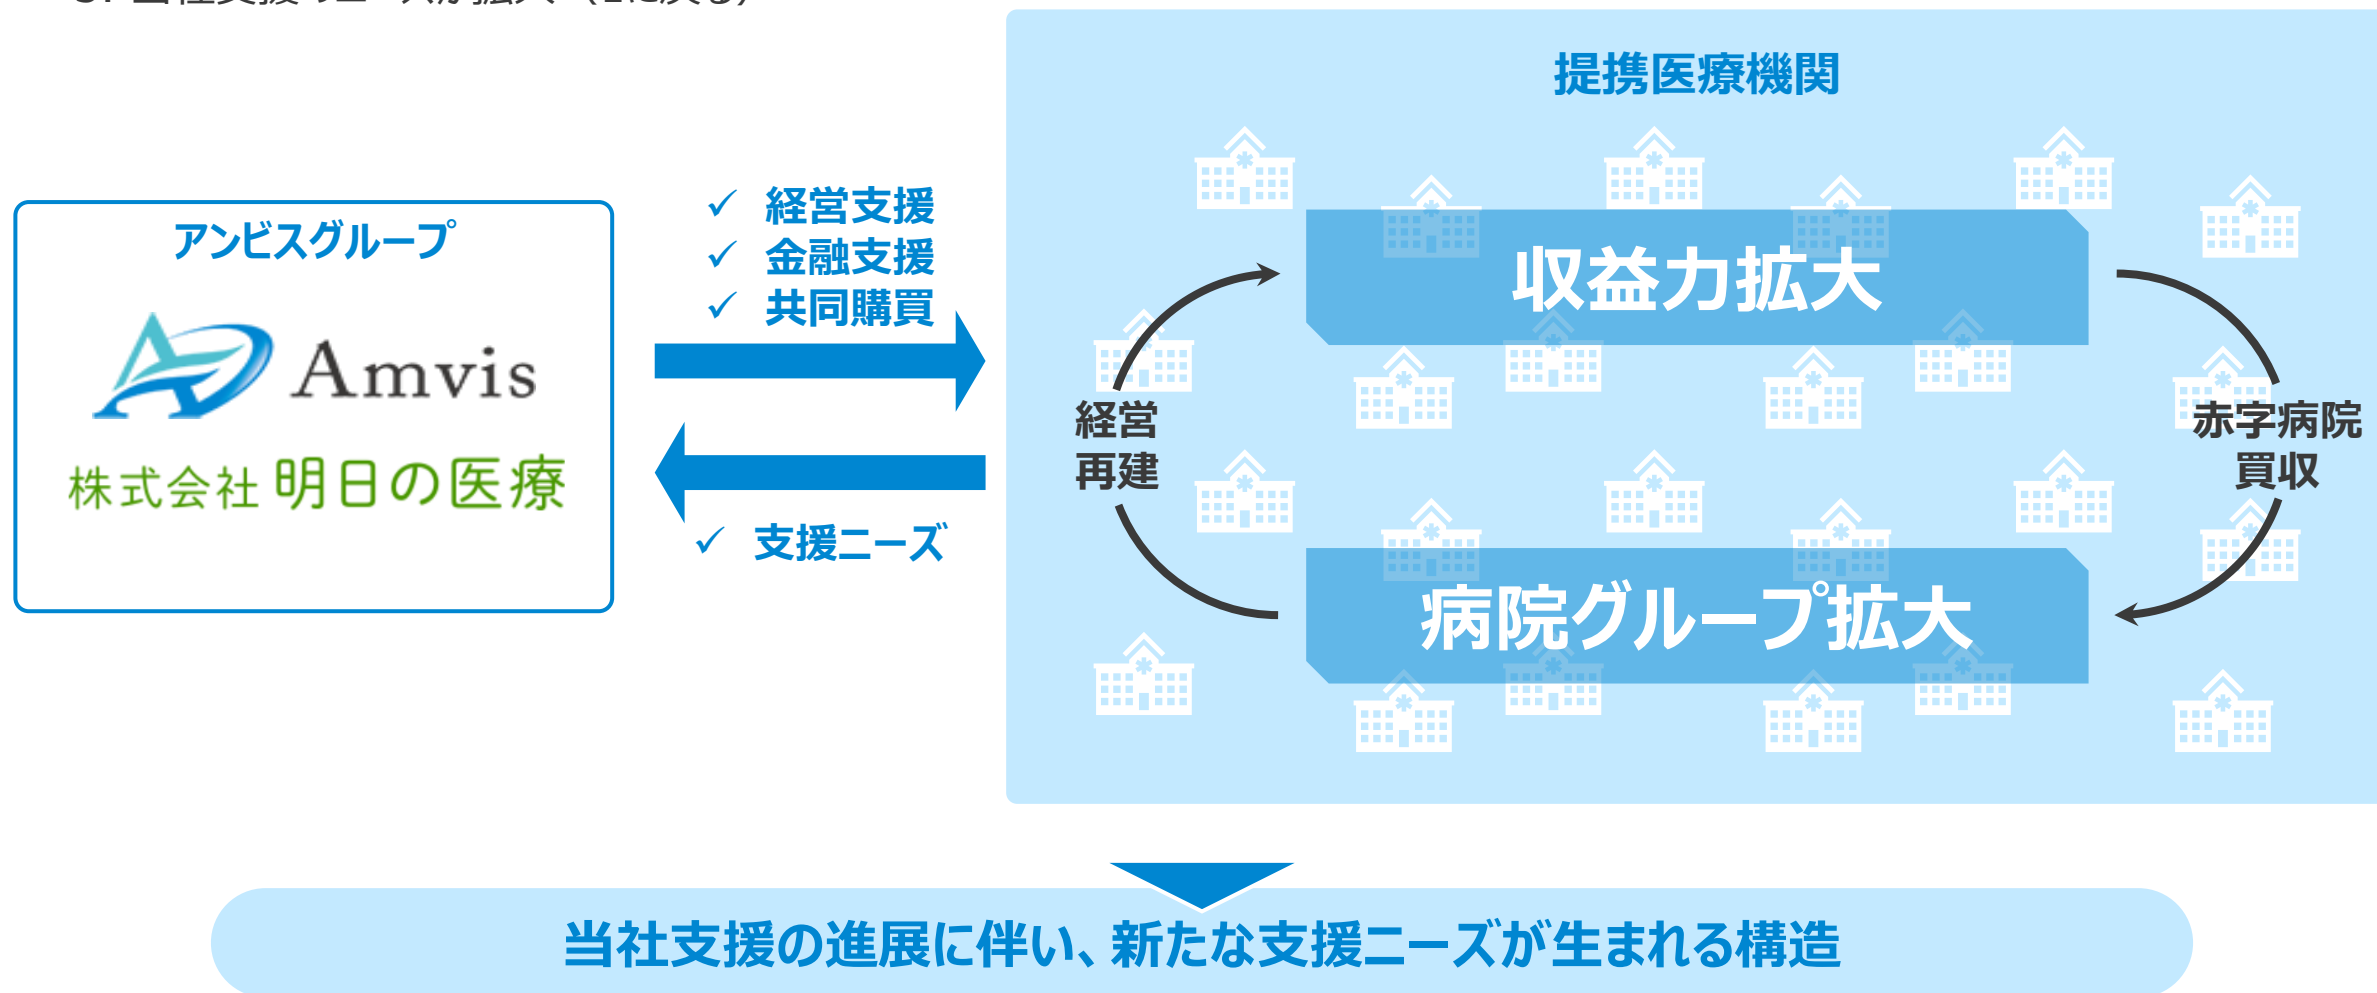 提携医療機関
アンビスグループ
Amvis
株式会社 明日の医療
✓ 経営支援
✓ 金融支援
✓ 共同購買
✓ 支援ニーズ
収益力拡大
経営
再建
赤字病院
買収
病院グループ拡大
当社支援の進展に伴い、新たな支援ニーズが生まれる構造